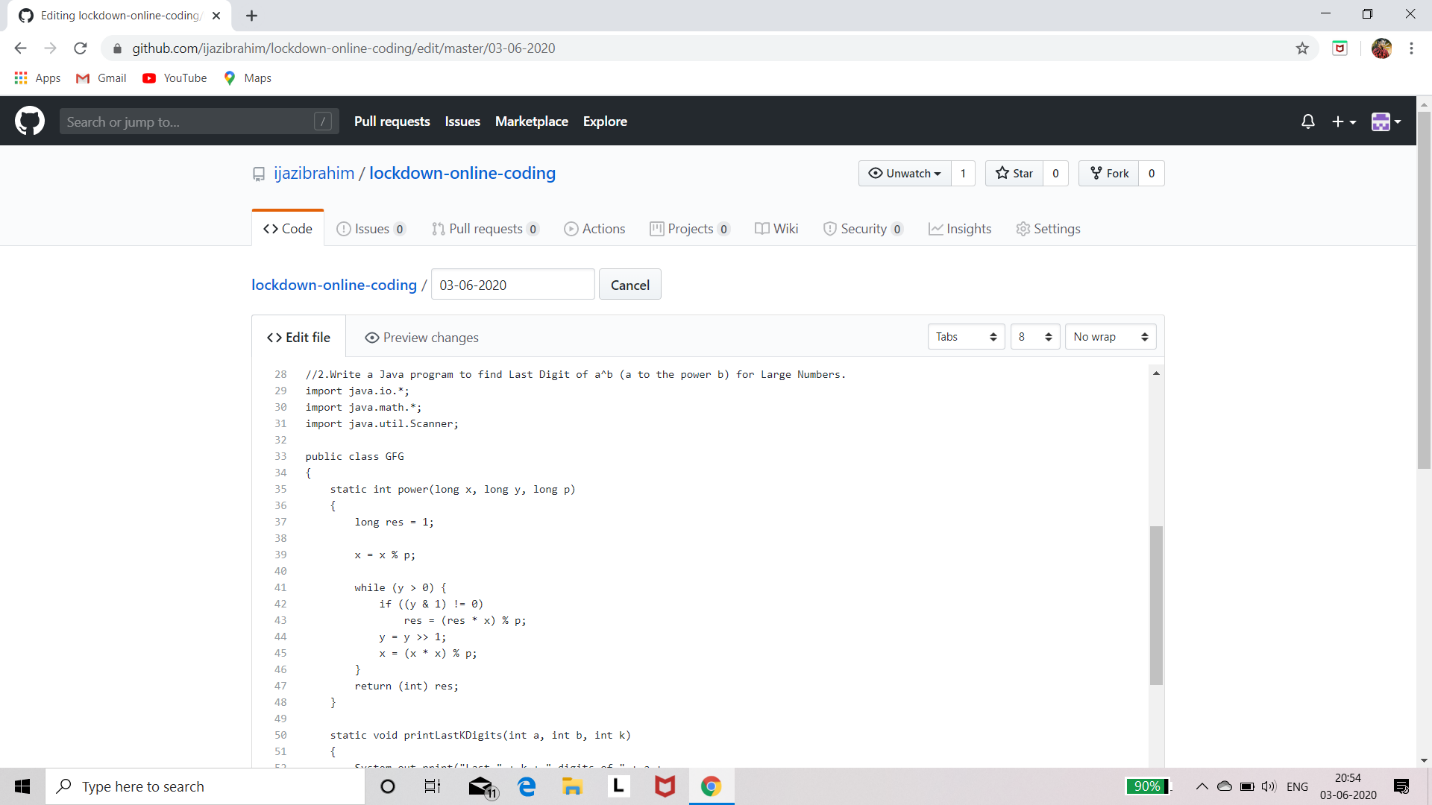 Editing lockdown-online-coding/
github.com/ijazibrahim/lockdown-online-coding/edit/master/03-06-2020
Apps Gmail YouTube Maps
Search or jump to... / Pull requests Issues Marketplace Explore
ijazibrahim / lockdown-online-coding Unwatch 1 Star 0 Fork 0
Code Issues 0 Pull requests 0 Actions Projects 0 Wiki Security 0 Insights Settings
lockdown-online-coding / 03-06-2020 Cancel
<> Edit file Preview changes Tabs 8 No wrap
28 //2.Write a Java program to find Last Digit of a^b (a to the power b) for Large Numbers.
29 import java.io.*;
30 import java.math.*;
31 import java.util.Scanner;
32
33 public class GFG
34 {
35 static int power(long x, long y, long p)
36 {
37 long res = 1;
38
39 x = x % p;
40
41 while (y > 0) {
42 if ((y & 1) != 0)
43 res = (res * x) % p;
44 y = y >> 1;
45 x = (x * x) % p;
46 }
47 return (int) res;
48 }
49
50 static void printLastKDigits(int a, int b, int k)
51 {
52 System.out.print("Last " + k + " digits of " + a +
Type here to search 11 L 90% ENG 20:54
03-06-2020